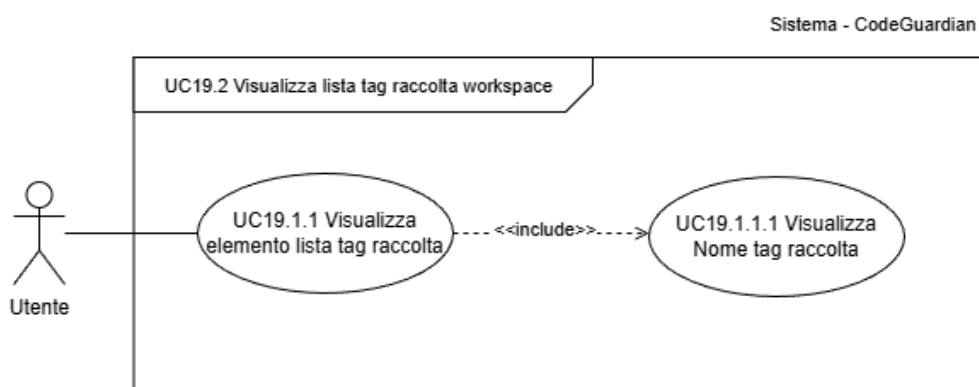 Sistema - CodeGuardian
UC19.2 Visualizza lista tag raccolta workspace
UC19.1.1 Visualizza
elemento lista tag raccolta
<<include>>
UC19.1.1.1 Visualizza
Nome tag raccolta
Utente